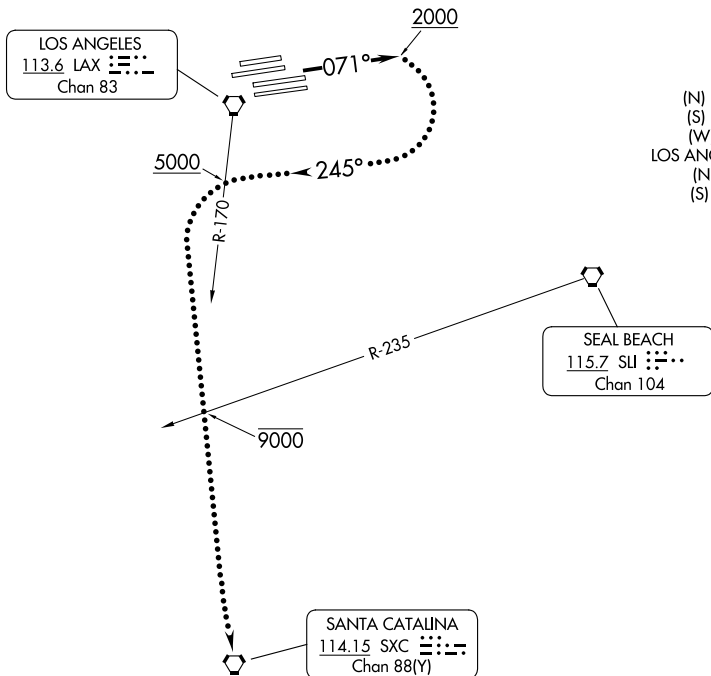 2000
LOS ANGELES
113.6 LAX
Chan 83
071°
(N)
(S)
(W
LOS ANG
(N
(S)
5000
245°
R-170
R-235
SEAL BEACH
115.7 SLI
Chan 104
9000
SANTA CATALINA
114.15 SXC
Chan 88(Y)